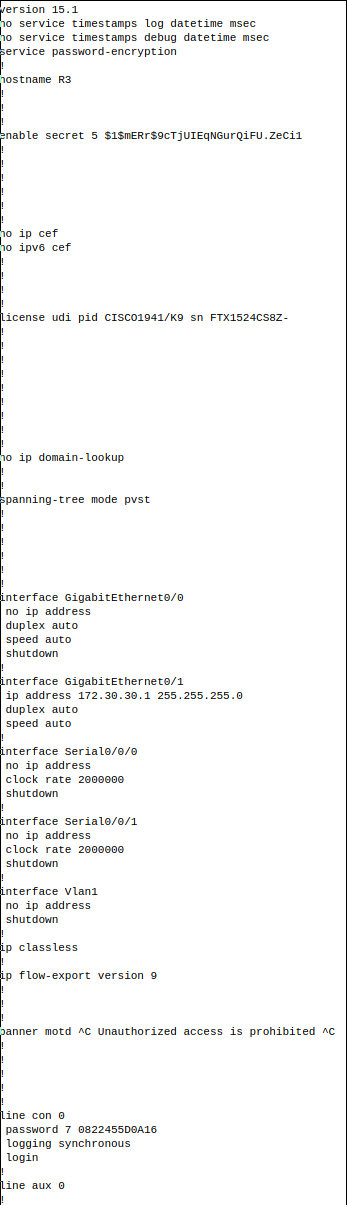 version 15.1
no service timestamps log datetime msec
no service timestamps debug datetime msec
service password-encryption
!
hostname R3
!
!
!
enable secret 5 $1$mERr$9cTjUIEqNGurQiFU.ZeCi1
!
!
!
!
!
!
no ip cef
no ipv6 cef
!
!
!
!
license udi pid CISCO1941/K9 sn FTX1524CS8Z-
!
!
!
!
!
!
!
!
!
no ip domain-lookup
!
!
spanning-tree mode pvst
!
!
!
!
!
!
interface GigabitEthernet0/0
 no ip address
 duplex auto
 speed auto
 shutdown
!
interface GigabitEthernet0/1
 ip address 172.30.30.1 255.255.255.0
 duplex auto
 speed auto
!
interface Serial0/0/0
 no ip address
 clock rate 2000000
 shutdown
!
interface Serial0/0/1
 no ip address
 clock rate 2000000
 shutdown
!
interface Vlan1
 no ip address
 shutdown
!
ip classless
!
ip flow-export version 9
!
!
!
banner motd ^C Unauthorized access is prohibited ^C
!
!
!
!
!
line con 0
 password 7 0822455D0A16
 logging synchronous
 login
!
line aux 0
!